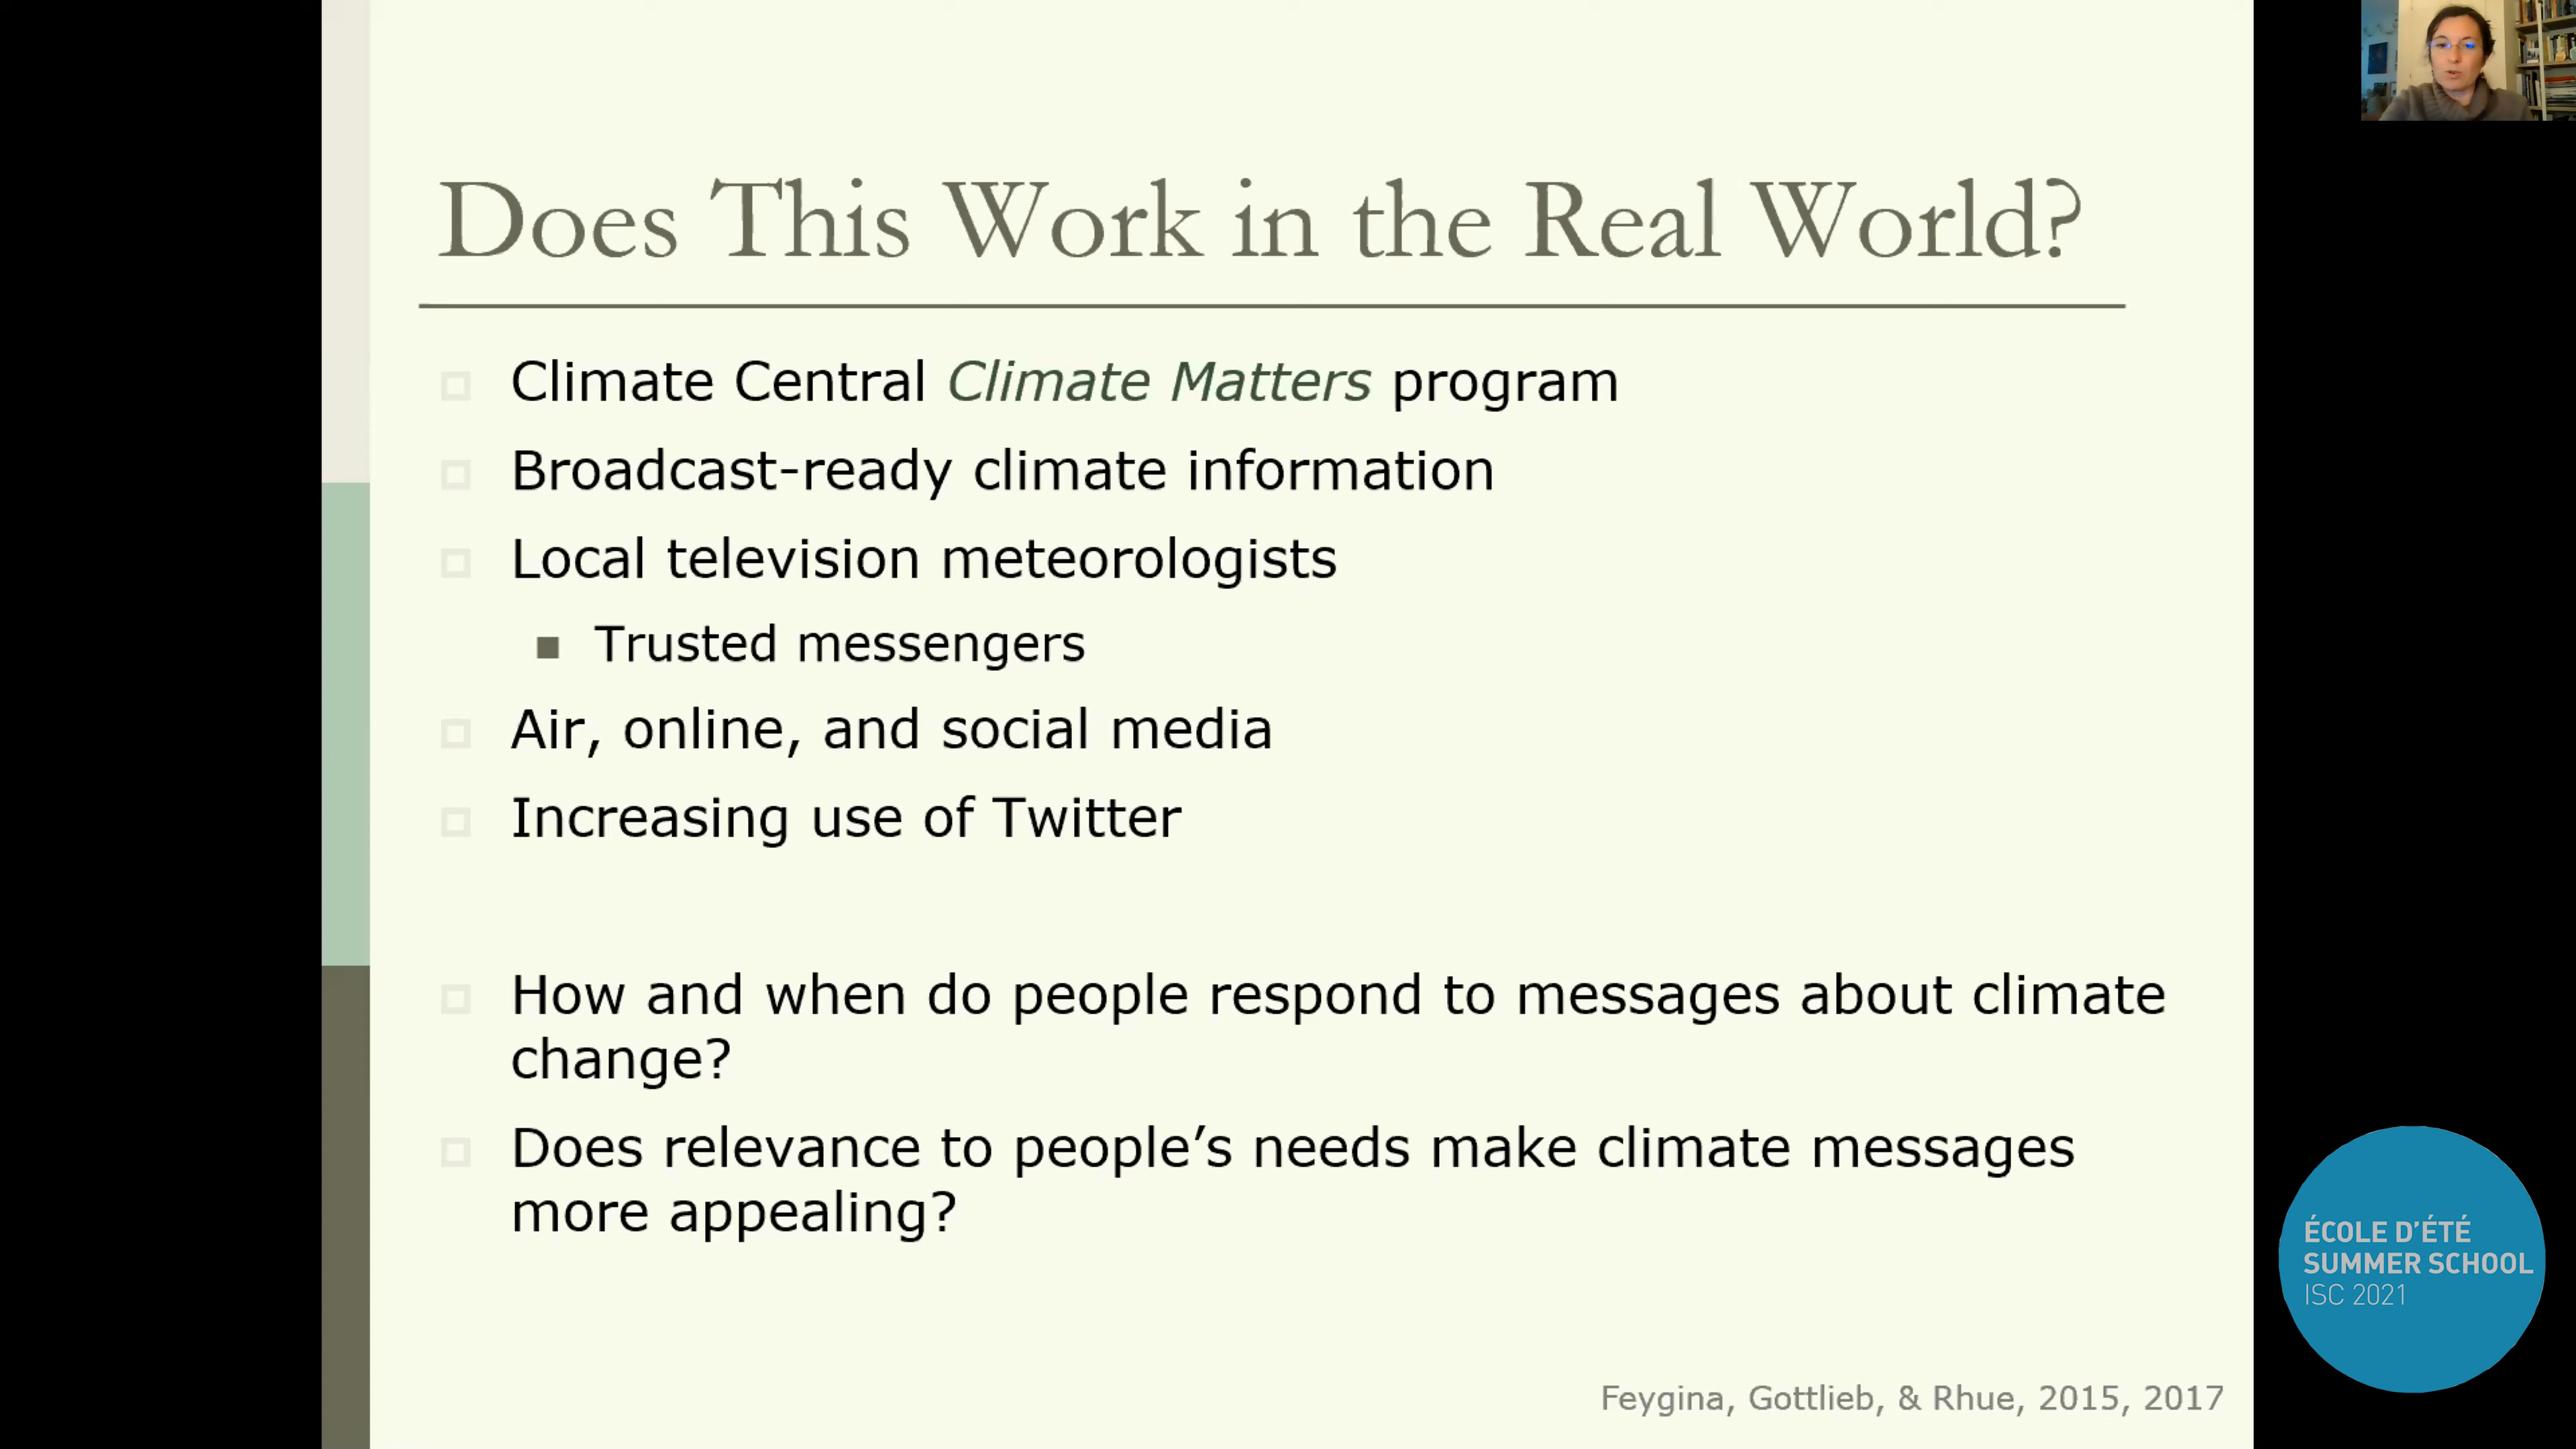 Does This Work in the Real World?
Climate Central Climate Matters program
Broadcast-ready climate information
Local television meteorologists
Trusted messengers
Air, online, and social media
Increasing use of Twitter
How and when do people respond to messages about climate
change?
Does relevance to people’s needs make climate messages
more appealing?
Feygina, Gottlieb, & Rhue, 2015, 2017
ÉCOLE D’ÉTÉ
SUMMER SCHOOL
ISC 2021